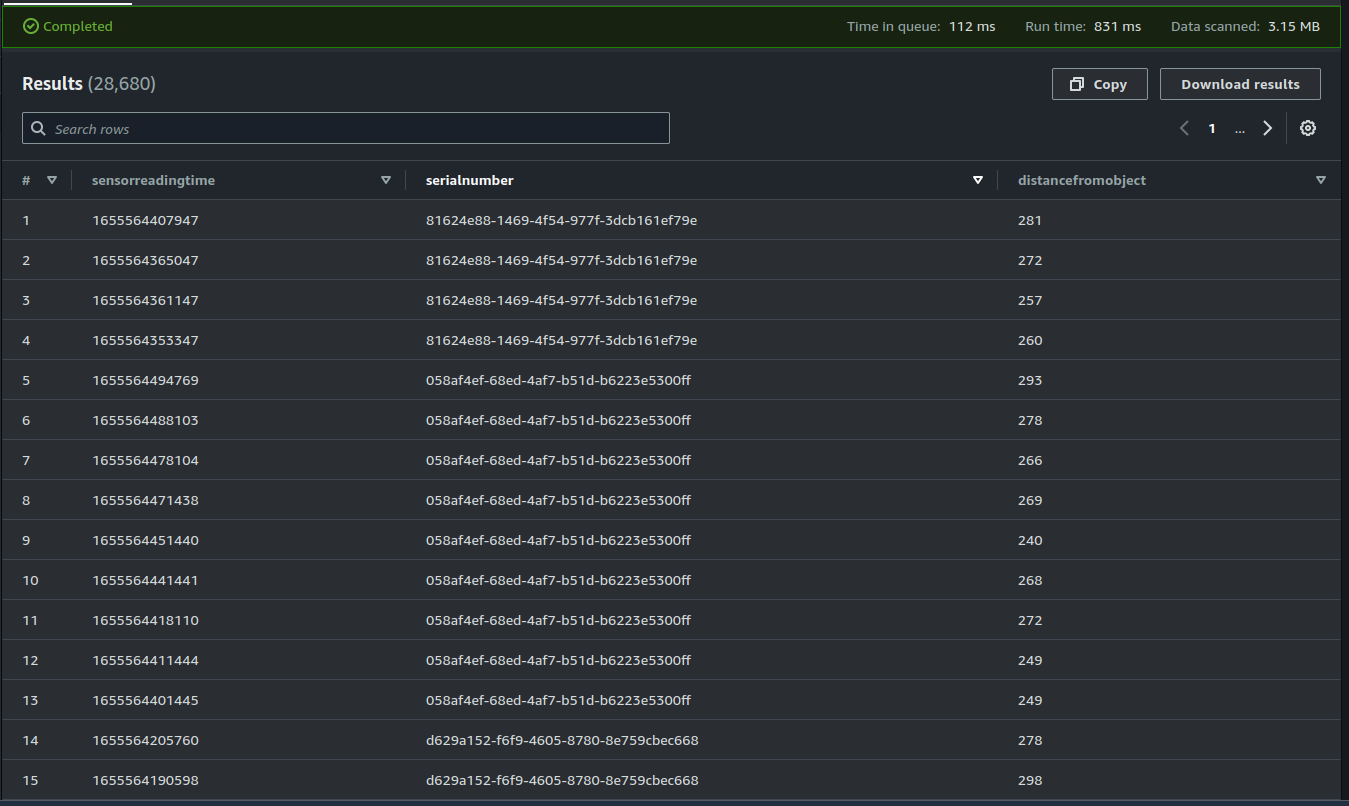 Completed Time in queue: 112 ms Run time: 831 ms Data scanned: 3.15 MB
Results (28,680) Copy Download results
Search rows 1 ...
# sensorreadingtime serialnumber distancefromobject
1 1655564407947 81624e88-1469-4f54-977f-3dcb161ef79e 281
2 1655564365047 81624e88-1469-4f54-977f-3dcb161ef79e 272
3 1655564361147 81624e88-1469-4f54-977f-3dcb161ef79e 257
4 1655564353347 81624e88-1469-4f54-977f-3dcb161ef79e 260
5 1655564494769 058af4ef-68ed-4af7-b51d-b6223e5300ff 293
6 1655564488103 058af4ef-68ed-4af7-b51d-b6223e5300ff 278
7 1655564478104 058af4ef-68ed-4af7-b51d-b6223e5300ff 266
8 1655564471438 058af4ef-68ed-4af7-b51d-b6223e5300ff 269
9 1655564451440 058af4ef-68ed-4af7-b51d-b6223e5300ff 240
10 1655564441441 058af4ef-68ed-4af7-b51d-b6223e5300ff 268
11 1655564418110 058af4ef-68ed-4af7-b51d-b6223e5300ff 272
12 1655564411444 058af4ef-68ed-4af7-b51d-b6223e5300ff 249
13 1655564401445 058af4ef-68ed-4af7-b51d-b6223e5300ff 249
14 1655564205760 d629a152-f6f9-4605-8780-8e759cbec668 278
15 1655564190598 d629a152-f6f9-4605-8780-8e759cbec668 298